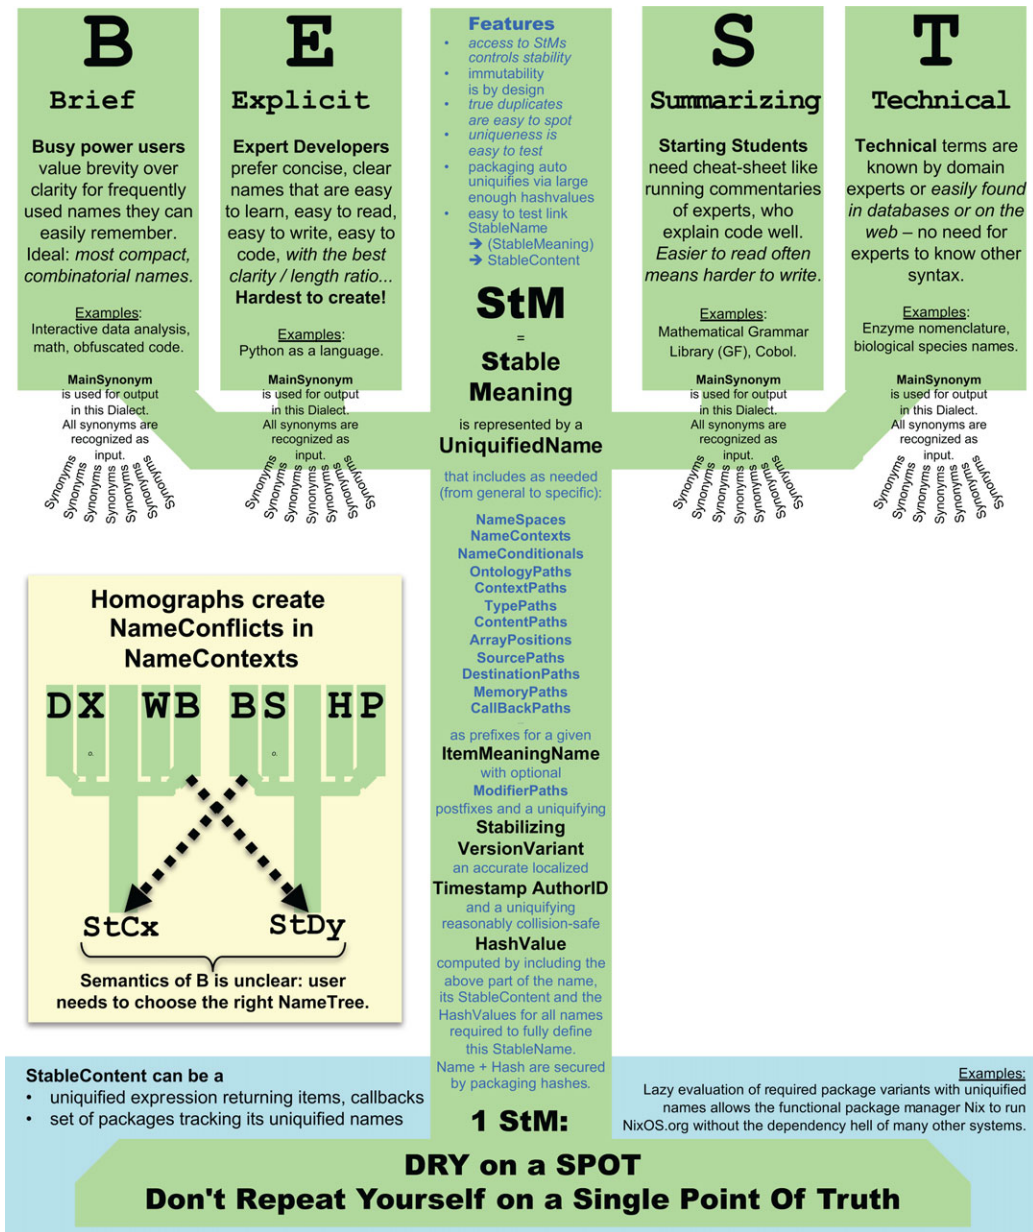 B
Brief
Busy power users
value brevity over
clarity for frequently
used names they can
easily remember.
Ideal: most compact,
combinatorial names.
Examples:
Interactive data analysis,
math, obfuscated code.
MainSynonym
is used for output
in this Dialect.
All synonyms are
recognized as
input.
Synonyms
Synonyms
Synonyms
Synonyms
Synonyms
Synonyms
Synonyms
E
Explicit
Expert Developers
prefer concise, clear
names that are easy
to learn, easy to read,
easy to write, easy to
code, with the best
clarity / length ratio...
Hardest to create!
Examples:
Python as a language.
MainSynonym
is used for output
in this Dialect.
All synonyms are
recognized as
input.
Synonyms
Synonyms
Synonyms
Synonyms
Synonyms
Synonyms
Synonyms
Features
• access to StMs
controls stability
• immutability
is by design
• true duplicates
are easy to spot
• uniqueness is
easy to test
• packaging auto
uniquifies via large
enough hashvalues
• easy to test link
StableName
➔ (StableMeaning)
➔ StableContent
StM
=
Stable
Meaning
is represented by a
UniquifiedName
that includes as needed
(from general to specific):
NameSpaces
NameContexts
NameConditionals
OntologyPaths
ContextPaths
TypePaths
ContentPaths
ArrayPositions
SourcePaths
DestinationPaths
MemoryPaths
CallBackPaths
...
as prefixes for a given
ItemMeaningName
with optional
ModifierPaths
postfixes and a uniquifying
Stabilizing
VersionVariant
an accurate localized
Timestamp AuthorID
and a uniquifying
reasonably collision-safe
HashValue
computed by including the
above part of the name,
its StableContent and the
HashValues for all names
required to fully define
this StableName.
Name + Hash are secured
by packaging hashes.
S
Summarizing
Starting Students
need cheat-sheet like
running commentaries
of experts, who
explain code well.
Easier to read often
means harder to write.
Examples:
Mathematical Grammar
Library (GF), Cobol.
MainSynonym
is used for output
in this Dialect.
All synonyms are
recognized as
input.
Synonyms
Synonyms
Synonyms
Synonyms
Synonyms
Synonyms
Synonyms
T
Technical
Technical terms are
known by domain
experts or easily found
in databases or on the
web – no need for
experts to know other
syntax.
Examples:
Enzyme nomenclature,
biological species names.
MainSynonym
is used for output
in this Dialect.
All synonyms are
recognized as
input.
Synonyms
Synonyms
Synonyms
Synonyms
Synonyms
Synonyms
Synonyms
Homographs create
NameConflicts in
NameContexts
D X W B B S H P
o. o.
StCx StDy
Semantics of B is unclear: user
needs to choose the right NameTree.
StableContent can be a
• uniquified expression returning items, callbacks
• set of packages tracking its uniquified names
Examples:
Lazy evaluation of required package variants with uniquified
names allows the functional package manager Nix to run
NixOS.org without the dependency hell of many other systems.
1 StM:
DRY on a SPOT
Don't Repeat Yourself on a Single Point Of Truth